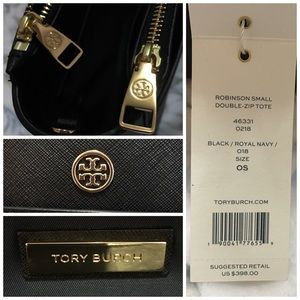 TORY BURCH
ROBINSON SMALL
DOUBLE-ZIP TOTE
46331
0218
BLACK / ROYAL NAVY /
018
SIZE
OS
TORYBURCH.COM
SUGGESTED RETAIL
US $398.00